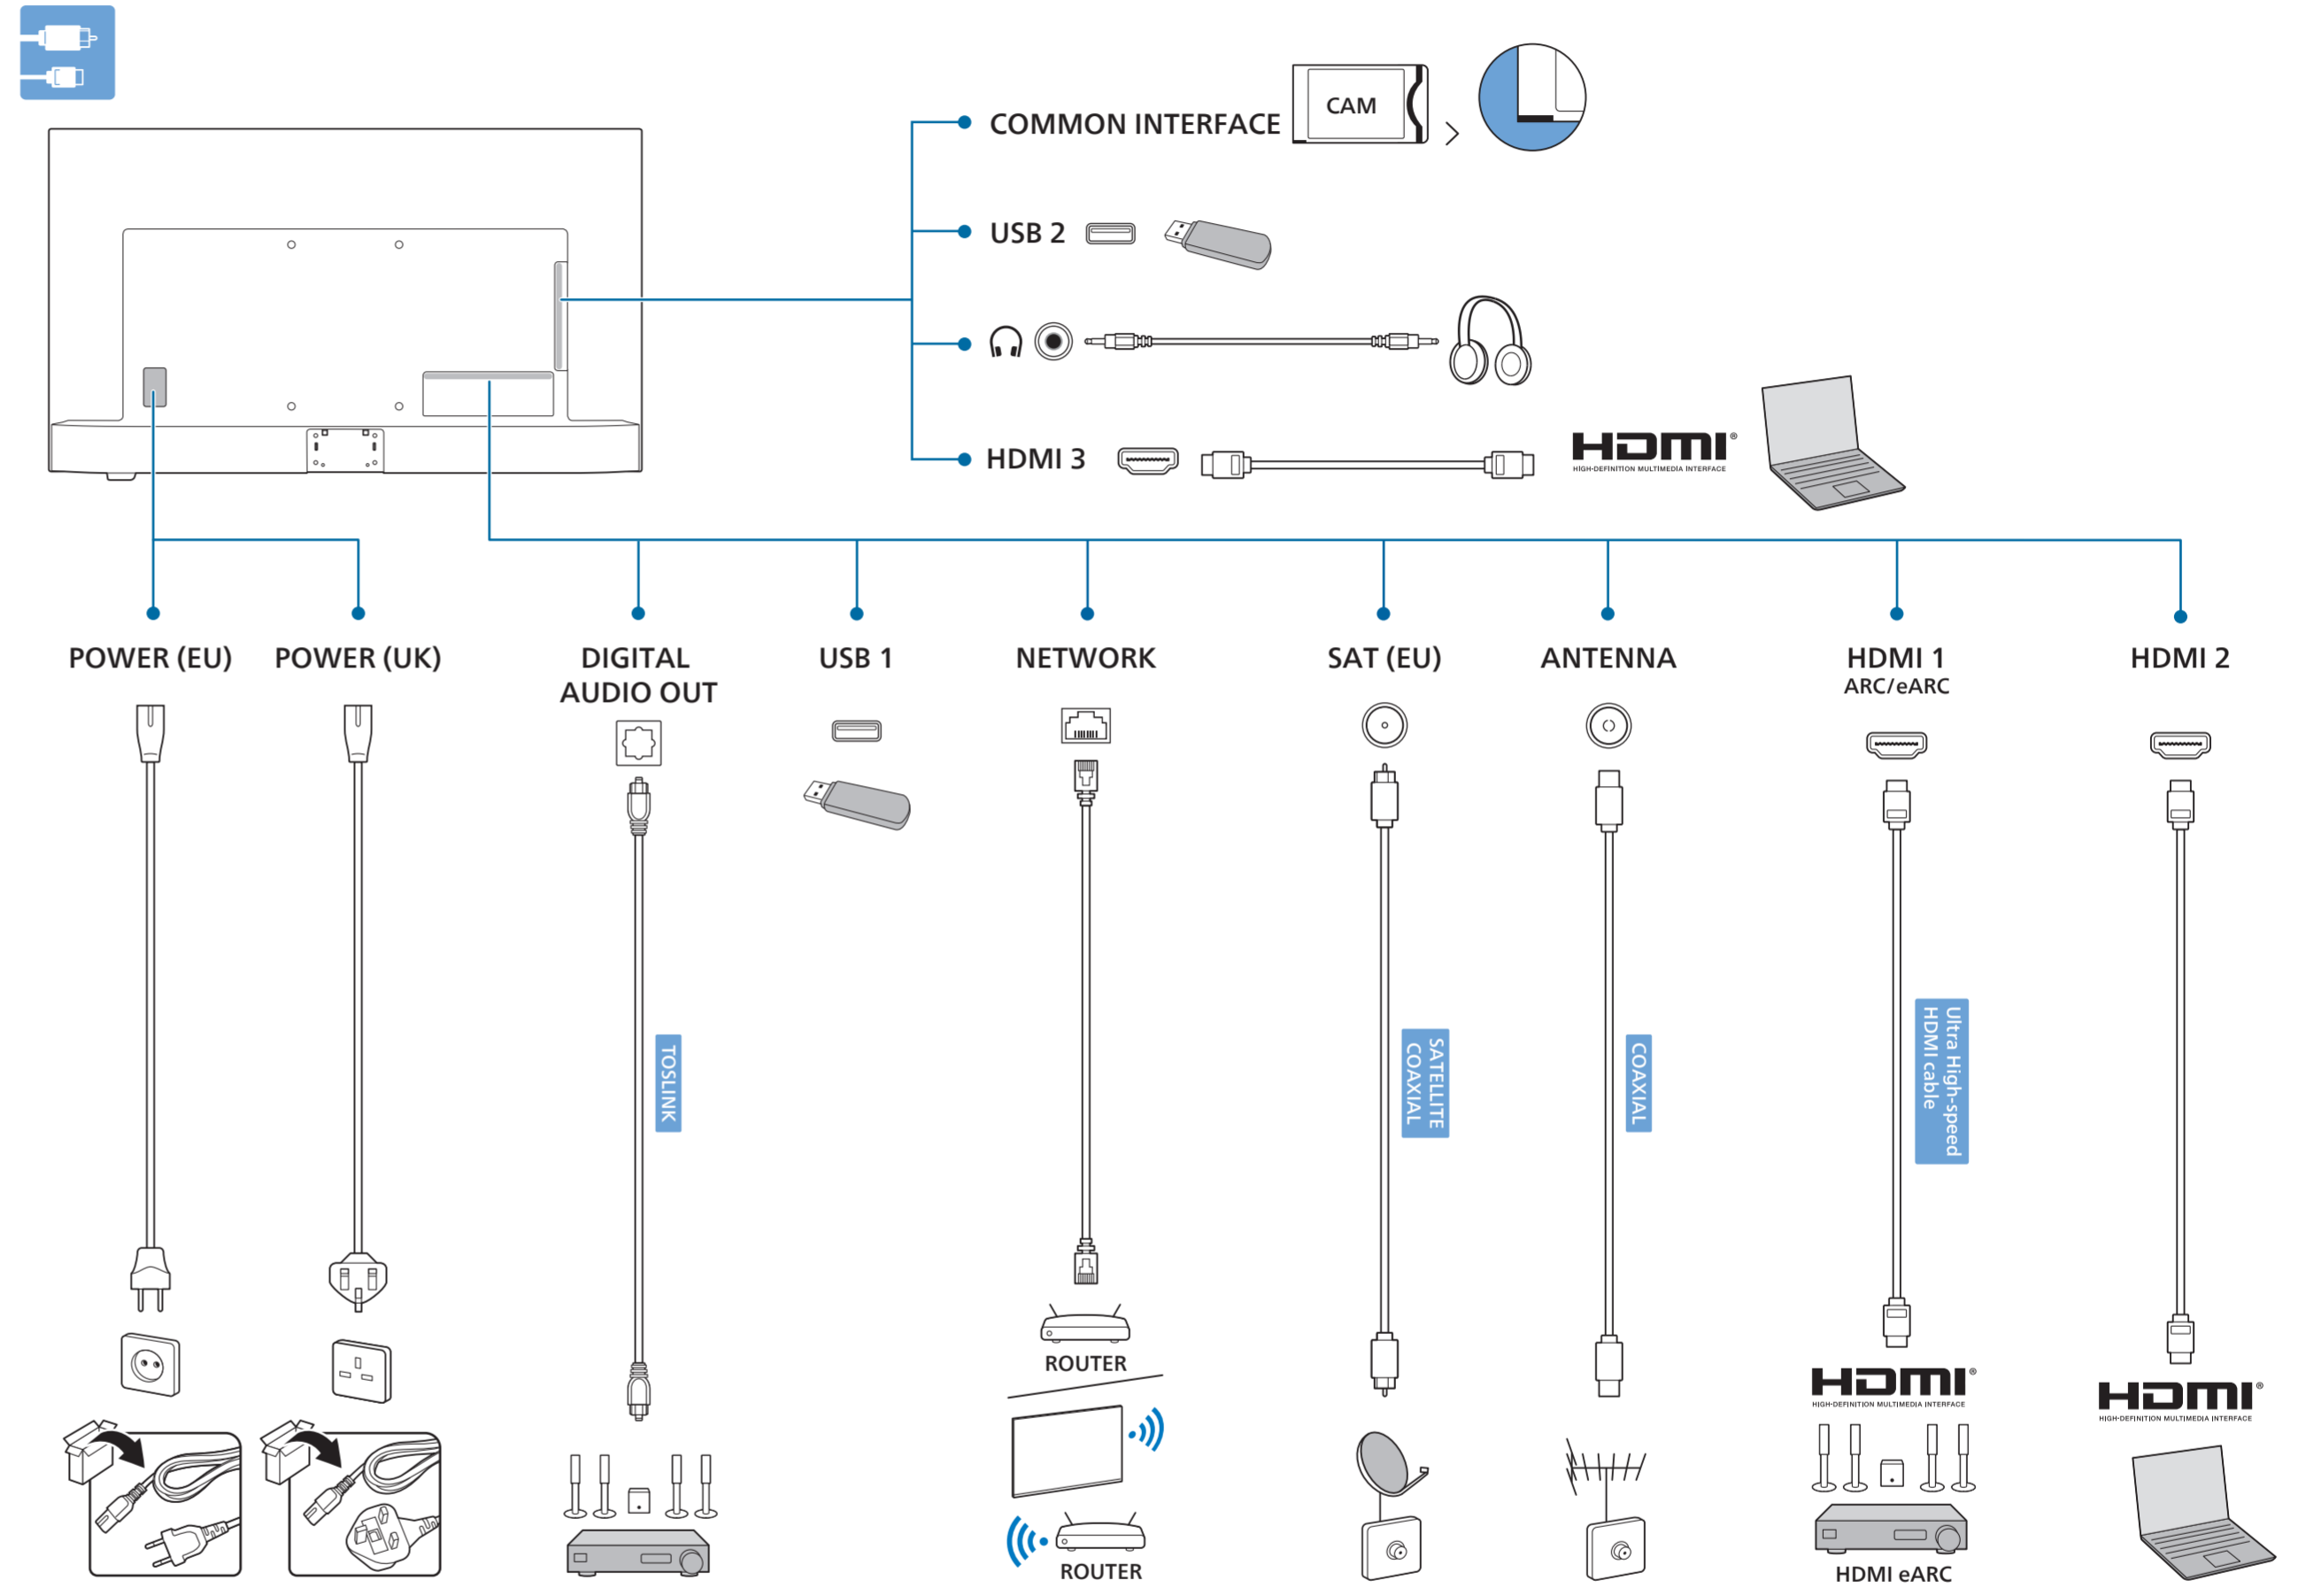 COMMON INTERFACE
CAM
USB 2
HDMI 3
HDMI®
HIGH-DEFINITION MULTIMEDIA INTERFACE
POWER (EU)
POWER (UK)
DIGITAL
AUDIO OUT
USB 1
NETWORK
SAT (EU)
ANTENNA
HDMI 1
ARC/eARC
HDMI 2
TOSLINK
SATELLITE
COAXIAL
COAXIAL
Ultra High-speed
HDMI cable
ROUTER
ROUTER
HDMI®
HIGH-DEFINITION MULTIMEDIA INTERFACE
HDMI eARC
HDMI®
HIGH-DEFINITION MULTIMEDIA INTERFACE